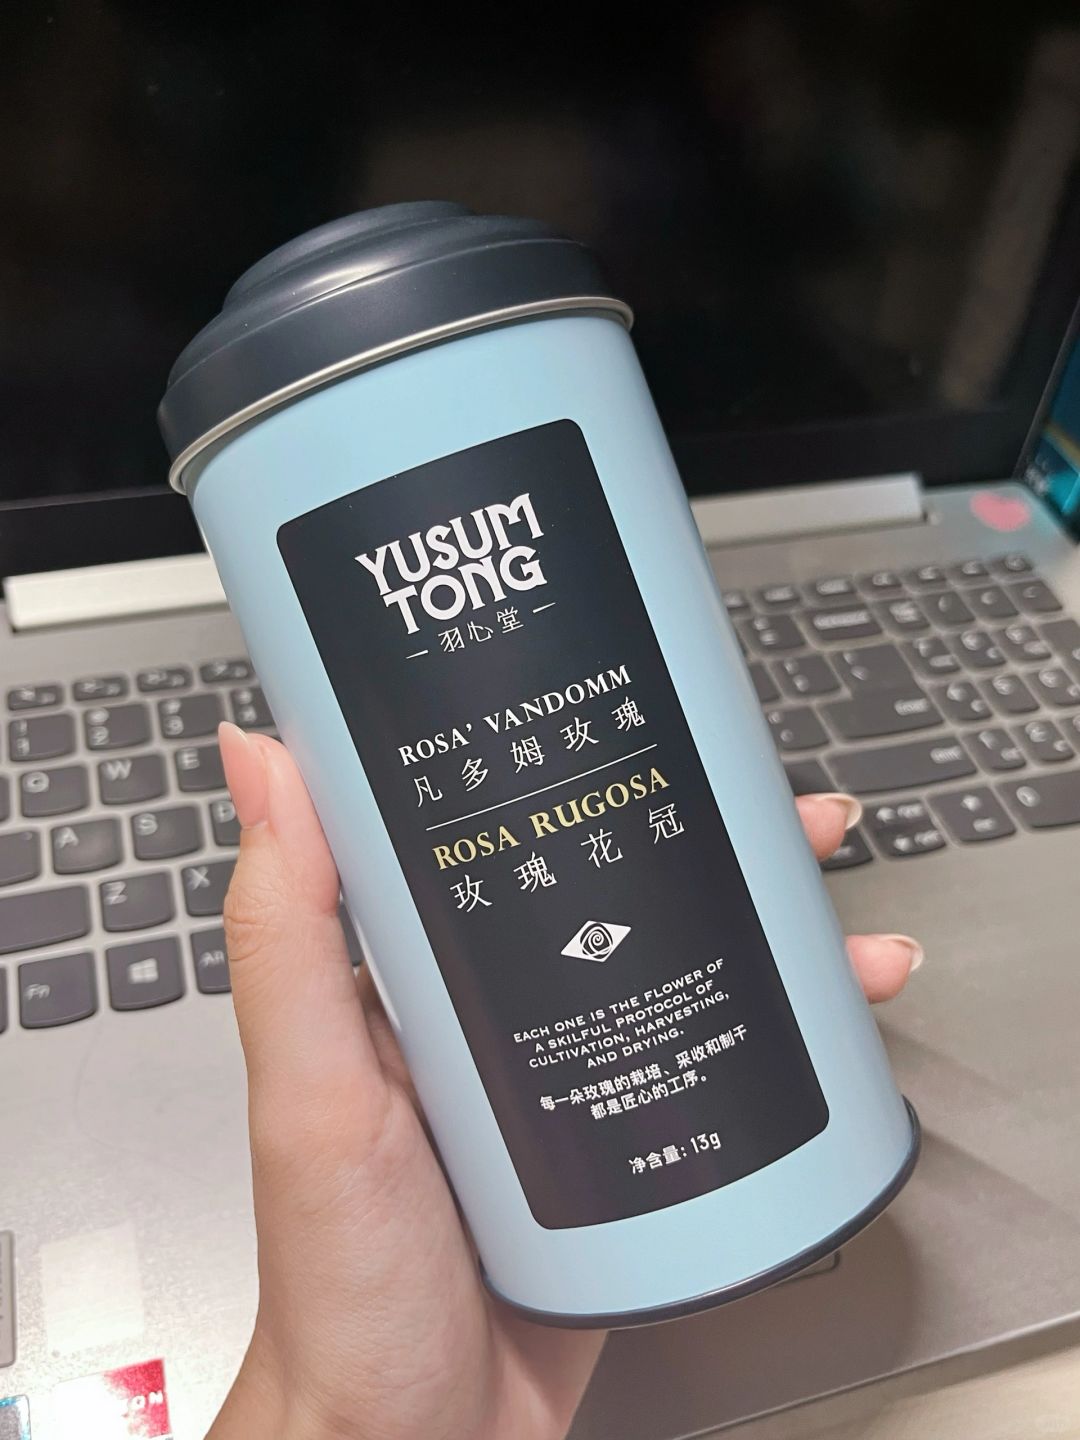 YUSUM
TONG
羽心堂
ROSA' VANDOMM
凡多姆玫瑰
ROSA RUGOSA
玫瑰花冠
EACH ONE IS THE FLOWER OF
A SKILFUL PROTOCOL OF
CULTIVATION, HARVESTING,
AND DRYING.
每一朵玫瑰的栽培、采收和制干
都是匠心的工序。
净含量: 13g
Q
W
E
A
S
D
Z
X
Fn
Alt